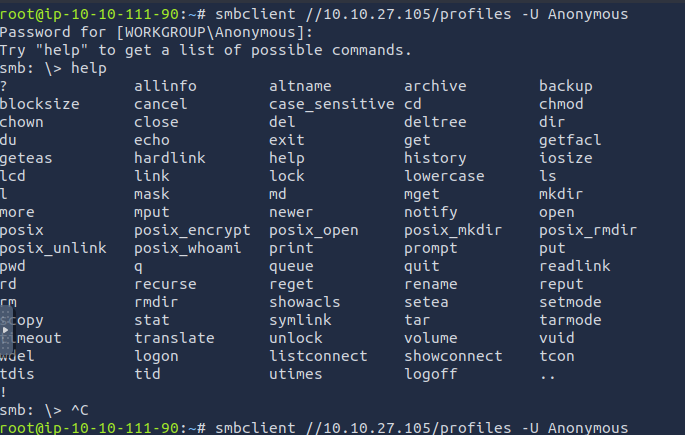 root@ip-10-10-111-90:~# smbclient //10.10.27.105/profiles -U Anonymous
Password for [WORKGROUP\Anonymous]:
Try "help" to get a list of possible commands.
smb: \> help
? allinfo altname archive backup
blocksize cancel case_sensitive cd chmod
chown close del deltree dir
du echo exit get getfacl
geteas hardlink help history iosize
lcd link lock lowercase ls
l mask md mget mkdir
more mput newer notify open
posix posix_encrypt posix_open posix_mkdir posix_rmdir
posix_unlink posix_whoami print prompt put
pwd q queue quit readlink
rd recurse reget rename reput
rm rmdir showacls setea setmode
scopy stat symlink tar tarmode
timeout translate unlock volume vuid
wdel logon listconnect showconnect tcon
tdis tid utimes logoff ..
!
smb: \> ^C
root@ip-10-10-111-90:~# smbclient //10.10.27.105/profiles -U Anonymous